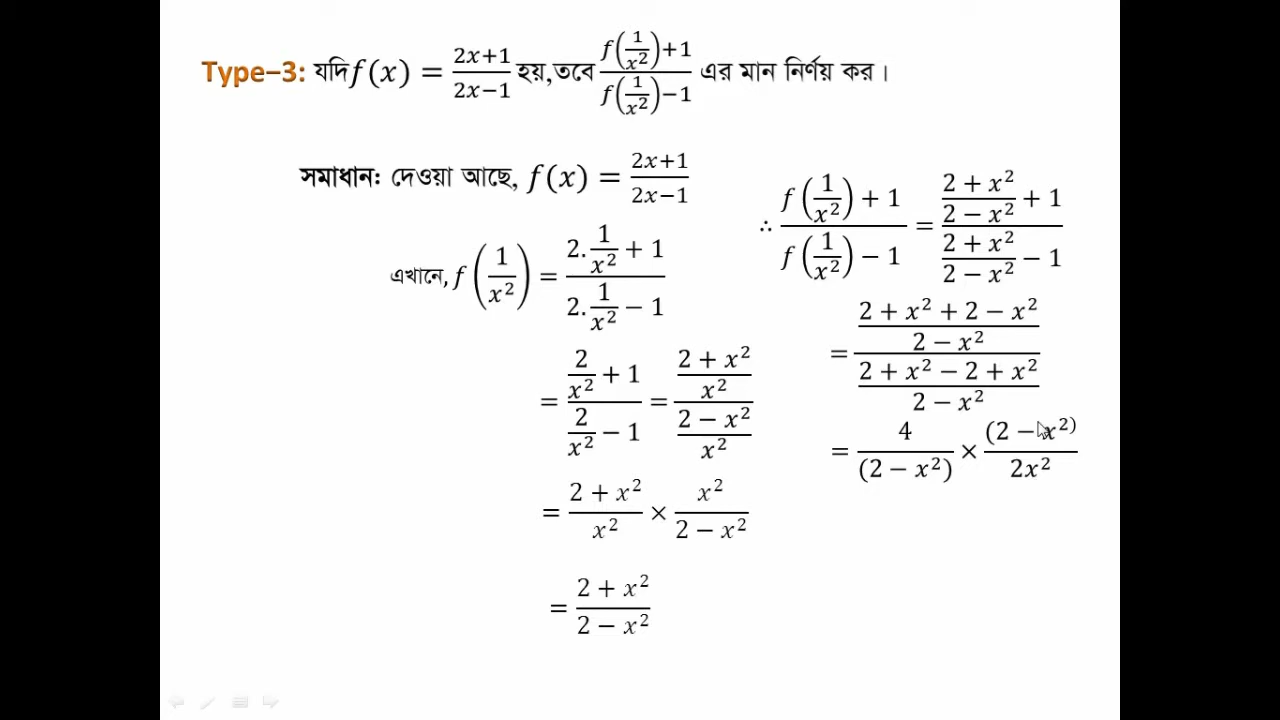 Type–3: যদি f(x) = (2x+1)/(2x−1) হয়,তবে (f(1/x²)+1)/(f(1/x²)−1) এর মান নির্ণয় কর ।
সমাধানঃ দেওয়া আছে, f(x) = (2x+1)/(2x−1)
এখানে, f(1/x²) = (2.1/x² + 1)/(2.1/x² − 1)
= (2/x² + 1)/(2/x² − 1) = ((2 + x²)/x²)/((2 − x²)/x²)
= (2 + x²)/x² × x²/(2 − x²)
= (2 + x²)/(2 − x²)
∴ (f(1/x²) + 1)/(f(1/x²) − 1) = ((2 + x²)/(2 − x²) + 1)/((2 + x²)/(2 − x²) − 1)
= ((2 + x² + 2 − x²)/(2 − x²))/((2 + x² − 2 + x²)/(2 − x²))
= 4/(2 − x²) × (2 − x²)/2x²